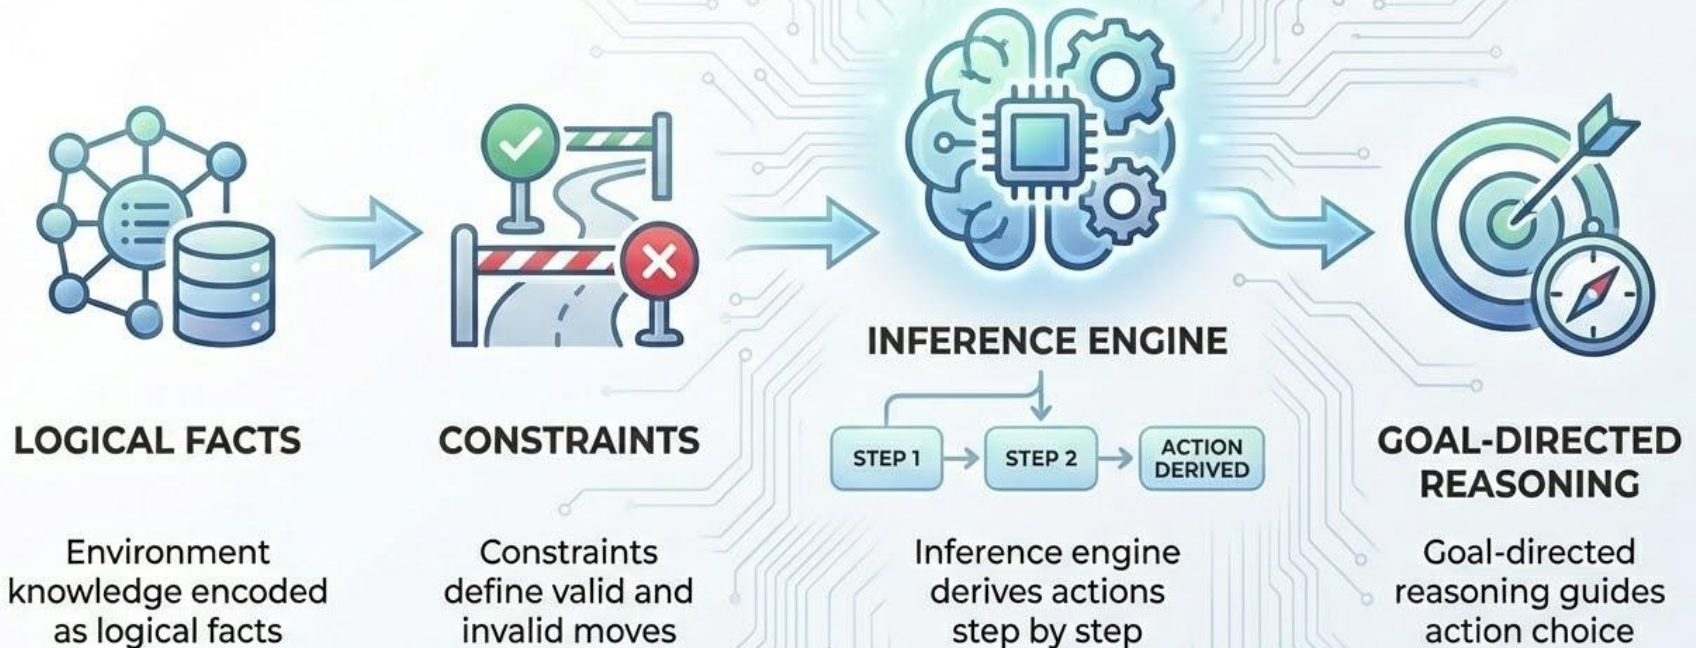 LOGICAL FACTS
Environment
knowledge encoded
as logical facts
CONSTRAINTS
Constraints
define valid and
invalid moves
INFERENCE ENGINE
STEP 1
STEP 2
ACTION
DERIVED
Inference engine
derives actions
step by step
GOAL-DIRECTED
REASONING
Goal-directed
reasoning guides
action choice